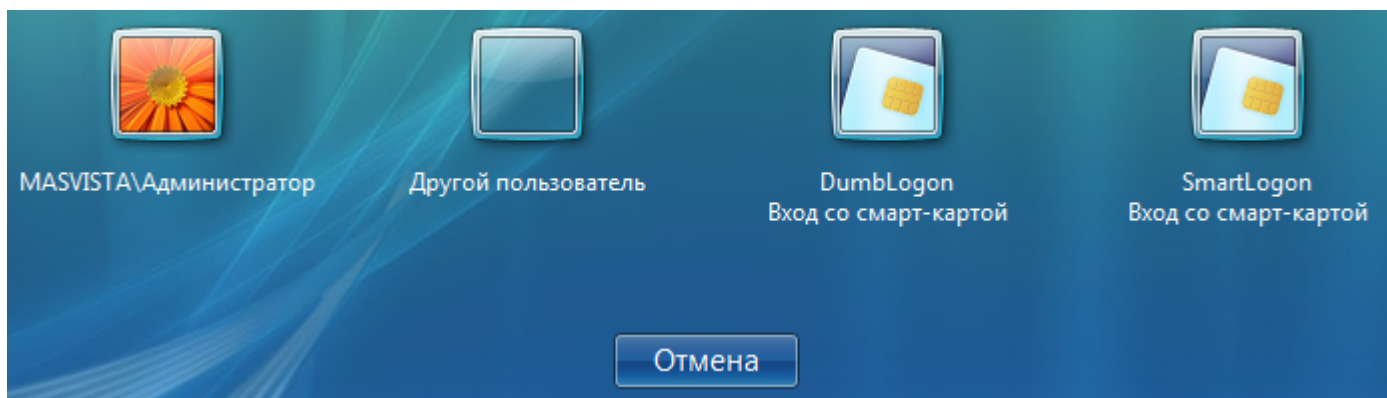 MASVISTA\Администратор
Другой пользователь
DumbLogon
Вход со смарт-картой
SmartLogon
Вход со смарт-картой
Отмена